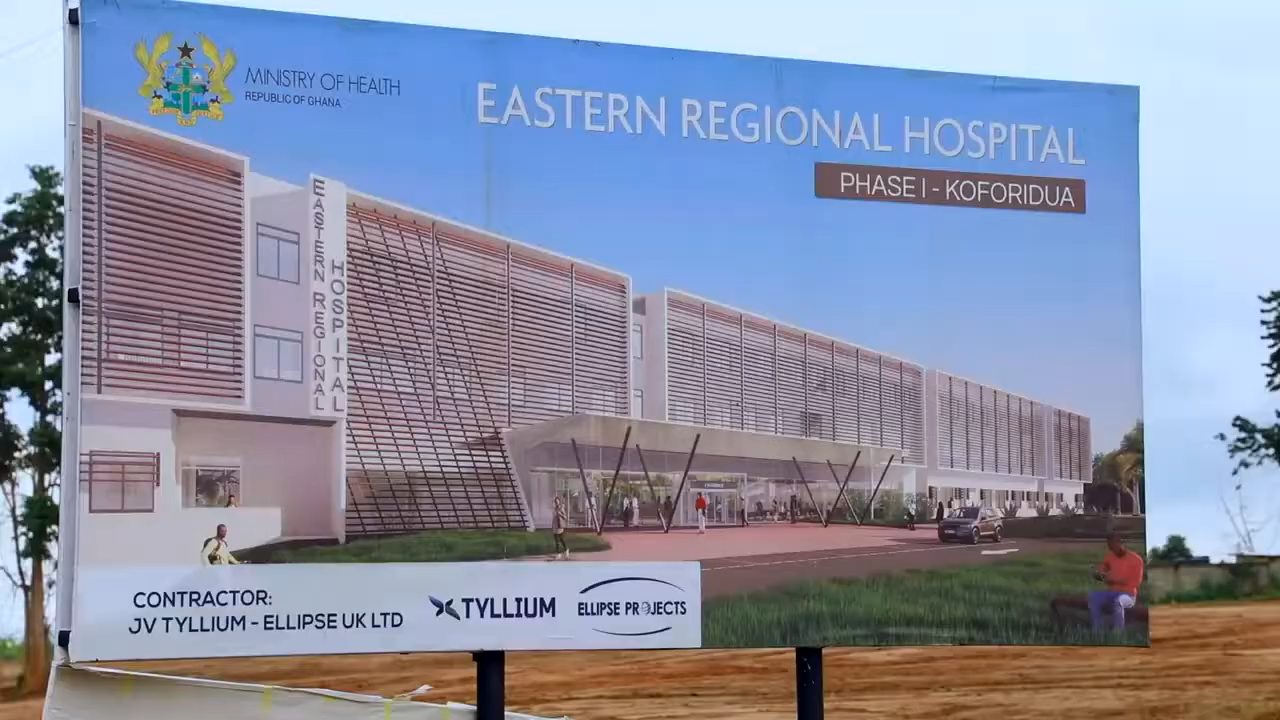 MINISTRY OF HEALTH
REPUBLIC OF GHANA
EASTERN REGIONAL HOSPITAL
PHASE I - KOFORIDUA
EASTERN REGIONAL
HOSPITAL
CONTRACTOR:
JV TYLLIUM - ELLIPSE UK LTD
TYLLIUM
ELLIPSE PROJECTS